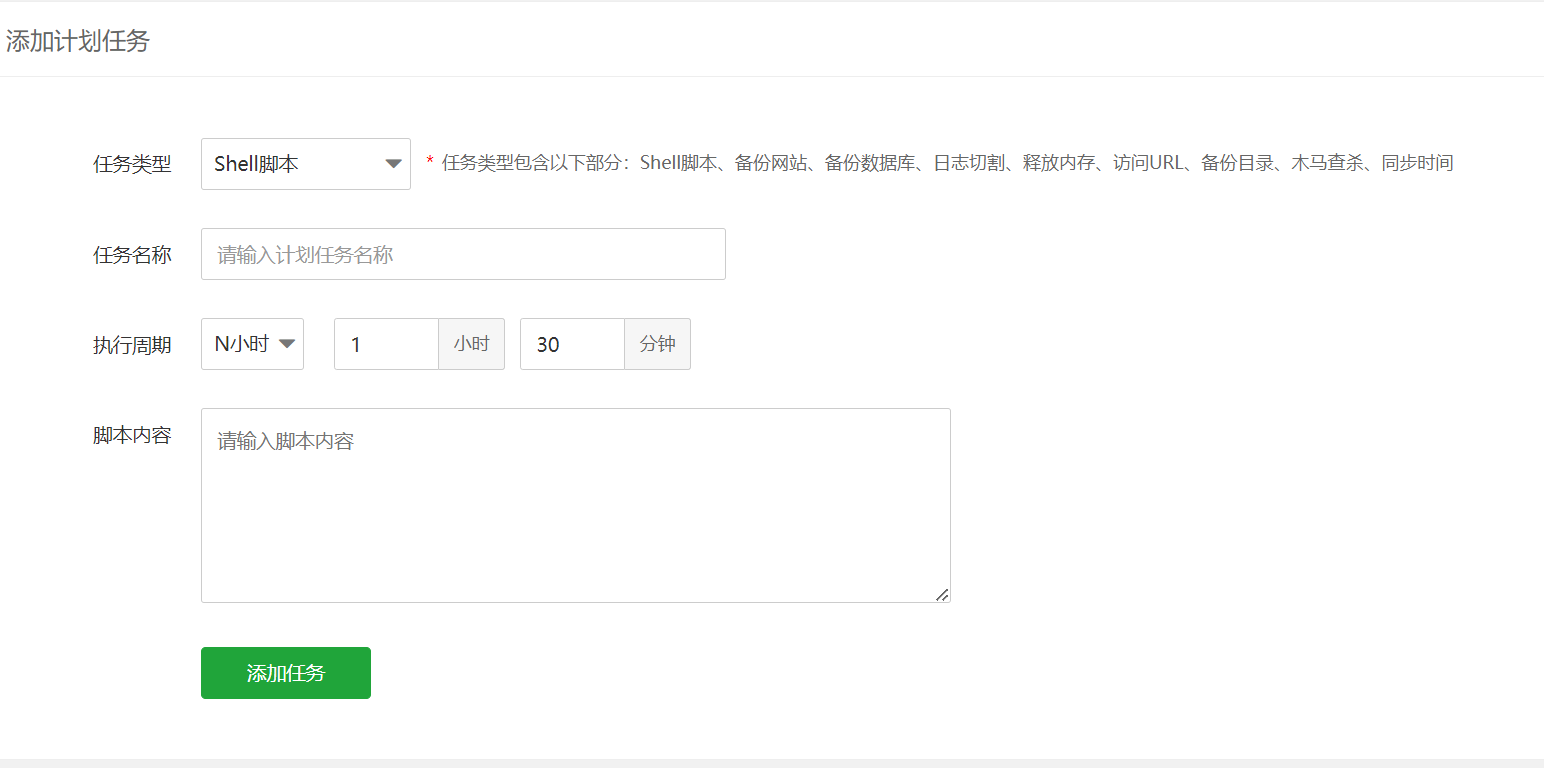 添加计划任务
任务类型 Shell脚本 * 任务类型包含以下部分：Shell脚本、备份网站、备份数据库、日志切割、释放内存、访问URL、备份目录、木马查杀、同步时间
任务名称 请输入计划任务名称
执行周期 N小时 1 小时 30 分钟
脚本内容 请输入脚本内容
添加任务